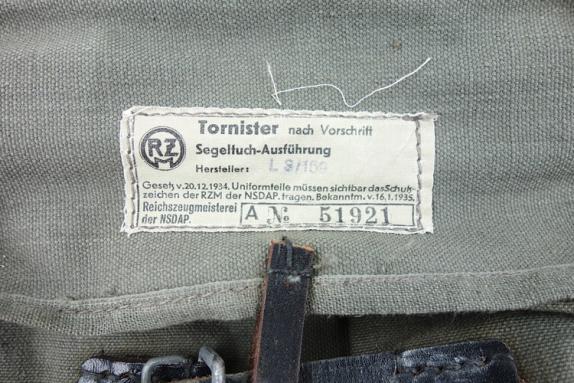 RZM
Tornister nach Vorschrift
Segeltuch-Ausführung
Hersteller: L 8/159
Gesetz v. 20.12.1934. Uniformteile müssen sichtbar das Schutz-
zeichen der RZM der NSDAP. tragen. Bekanntm. v. 16.1.1935.
Reichszeugmeisterei
der NSDAP.
A № 51921